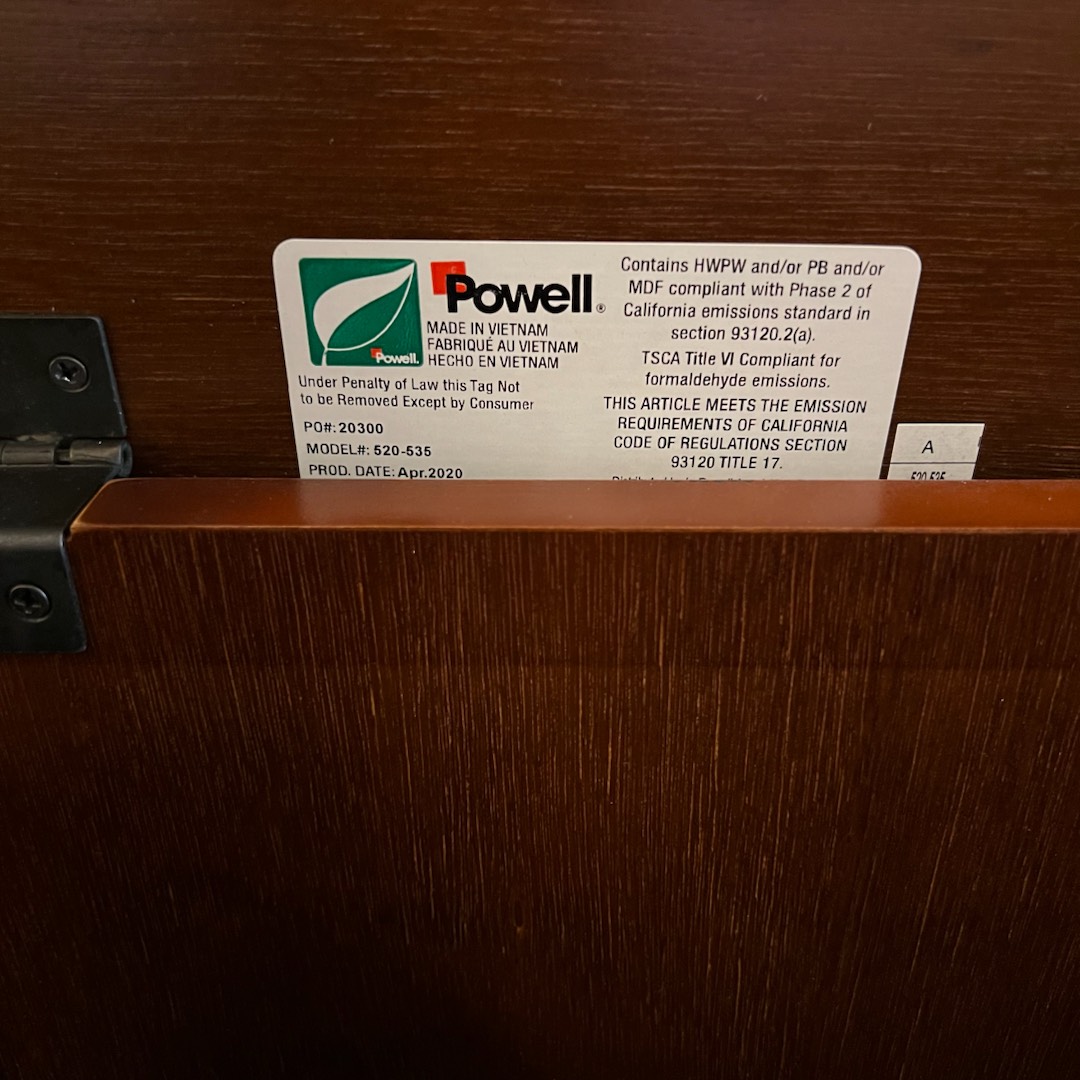 Powell.
Powell®
MADE IN VIETNAM
FABRIQUÉ AU VIETNAM
HECHO EN VIETNAM
Under Penalty of Law this Tag Not
to be Removed Except by Consumer
PO#: 20300
MODEL#: 520-535
PROD. DATE: Apr.2020
Contains HWPW and/or PB and/or
MDF compliant with Phase 2 of
California emissions standard in
section 93120.2(a).
TSCA Title VI Compliant for
formaldehyde emissions.
THIS ARTICLE MEETS THE EMISSION
REQUIREMENTS OF CALIFORNIA
CODE OF REGULATIONS SECTION
93120 TITLE 17.
A
520-535